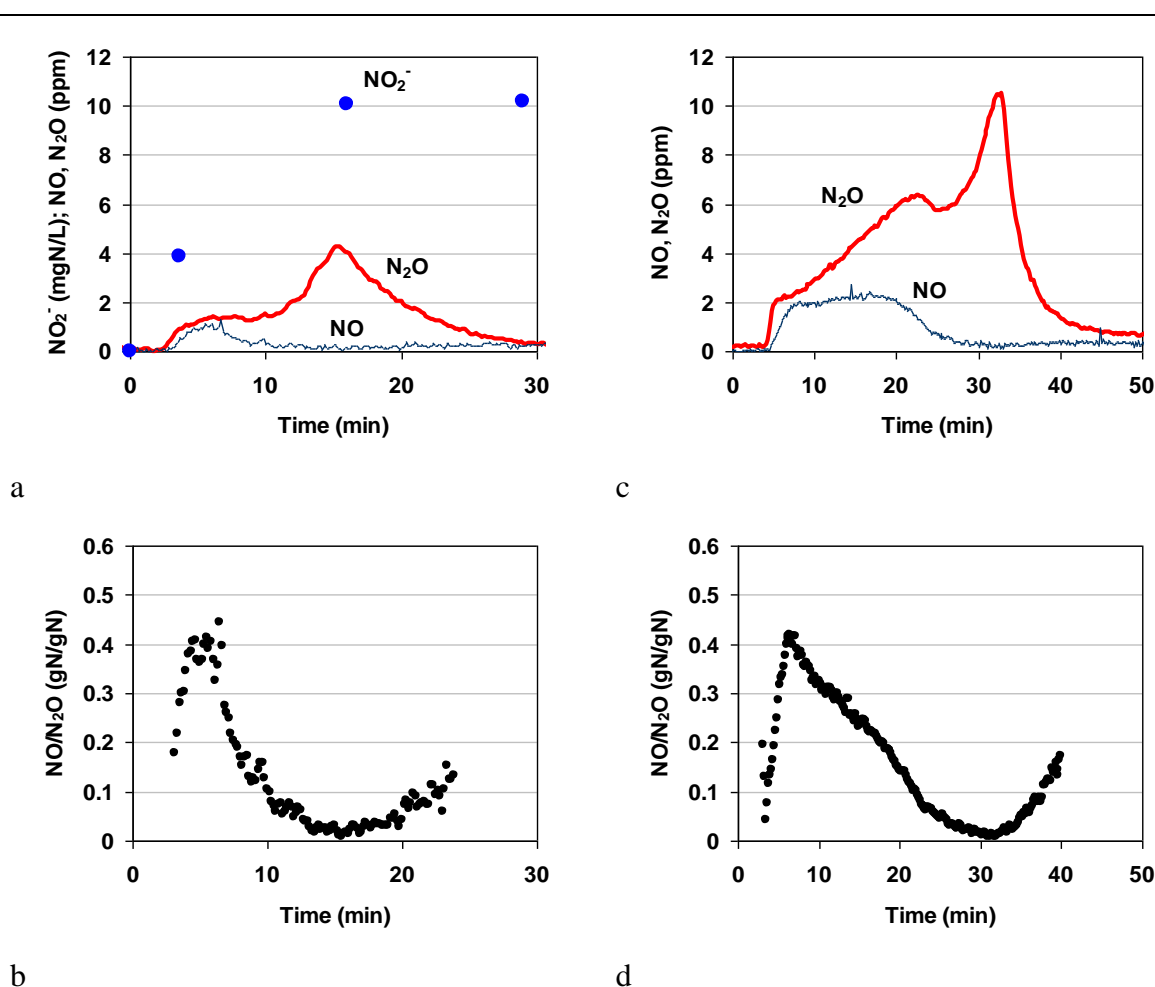 NO₂⁻ (mgN/L); NO, N₂O (ppm)
12
10
8
6
4
2
0
NO₂⁻
N₂O
NO
0 10 20 30
Time (min)
a
NO, N₂O (ppm)
12
10
8
6
4
2
0
N₂O
NO
0 10 20 30 40 50
Time (min)
c
NO/N₂O (gN/gN)
0.6
0.5
0.4
0.3
0.2
0.1
0
0 10 20 30
Time (min)
b
NO/N₂O (gN/gN)
0.6
0.5
0.4
0.3
0.2
0.1
0
0 10 20 30 40 50
Time (min)
d